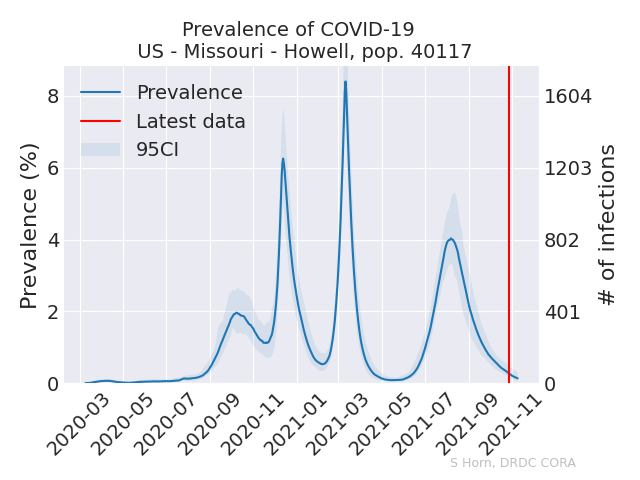 Prevalence of COVID-19
US - Missouri - Howell, pop. 40117
Prevalence
Latest data
95CI
Prevalence (%)
8
6
4
2
0
# of infections
1604
1203
802
401
0
2020-03
2020-05
2020-07
2020-09
2020-11
2021-01
2021-03
2021-05
2021-07
2021-09
2021-11
S Horn, DRDC CORA